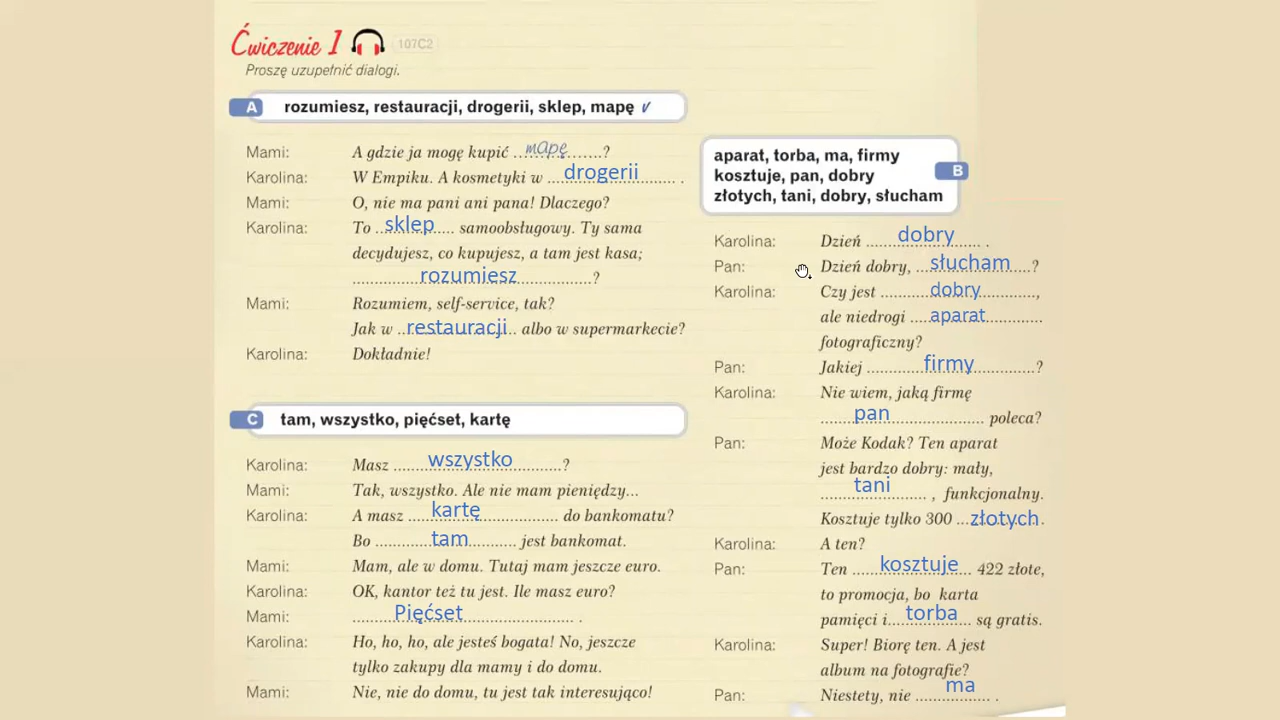 Ćwiczenie 1 107C2
Proszę uzupełnić dialogi.
A rozumiesz, restauracji, drogerii, sklep, mapę ✓
Mami: A gdzie ja mogę kupić ...mapę...?
Karolina: W Empiku. A kosmetyki w ...drogerii... .
Mami: O, nie ma pani ani pana! Dlaczego?
Karolina: To ...sklep... samoobsługowy. Ty sama
decydujesz, co kupujesz, a tam jest kasa;
...rozumiesz...?
Mami: Rozumiem, self-service, tak?
Jak w ...restauracji... albo w supermarkecie?
Karolina: Dokładnie!
C tam, wszystko, pięćset, kartę
Karolina: Masz ...wszystko...?
Mami: Tak, wszystko. Ale nie mam pieniędzy...
Karolina: A masz ...kartę... do bankomatu?
Bo ...tam... jest bankomat.
Mami: Mam, ale w domu. Tutaj mam jeszcze euro.
Karolina: OK, kantor też tu jest. Ile masz euro?
Mami: ...Pięćset... .
Karolina: Ho, ho, ho, ale jesteś bogata! No, jeszcze
tylko zakupy dla mamy i do domu.
Mami: Nie, nie do domu, tu jest tak interesująco!
aparat, torba, ma, firmy
kosztuje, pan, dobry B
złotych, tani, dobry, słucham
Karolina: Dzień ...dobry... .
Pan: Dzień dobry, ...słucham...?
Karolina: Czy jest ...dobry...,
ale niedrogi ...aparat...
fotograficzny?
Pan: Jakiej ...firmy...?
Karolina: Nie wiem, jaką firmę
...pan... poleca?
Pan: Może Kodak? Ten aparat
jest bardzo dobry: mały,
...tani... , funkcjonalny.
Kosztuje tylko 300 ...złotych... .
Karolina: A ten?
Pan: Ten ...kosztuje... 422 złote,
to promocja, bo karta
pamięci i...torba... są gratis.
Karolina: Super! Biorę ten. A jest
album na fotografie?
Pan: Niestety, nie ...ma... .